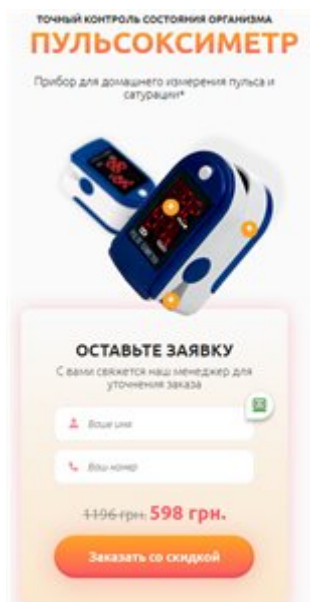 ТОЧНЫЙ КОНТРОЛЬ СОСТОЯНИЯ ОРГАНИЗМА
ПУЛЬСОКСИМЕТР
Прибор для домашнего измерения пульса и
сатурации*
ОСТАВЬТЕ ЗАЯВКУ
С вами свяжется наш менеджер для
уточнения заказа
Ваше имя
Ваш номер
1196 грн. 598 грн.
Заказать со скидкой